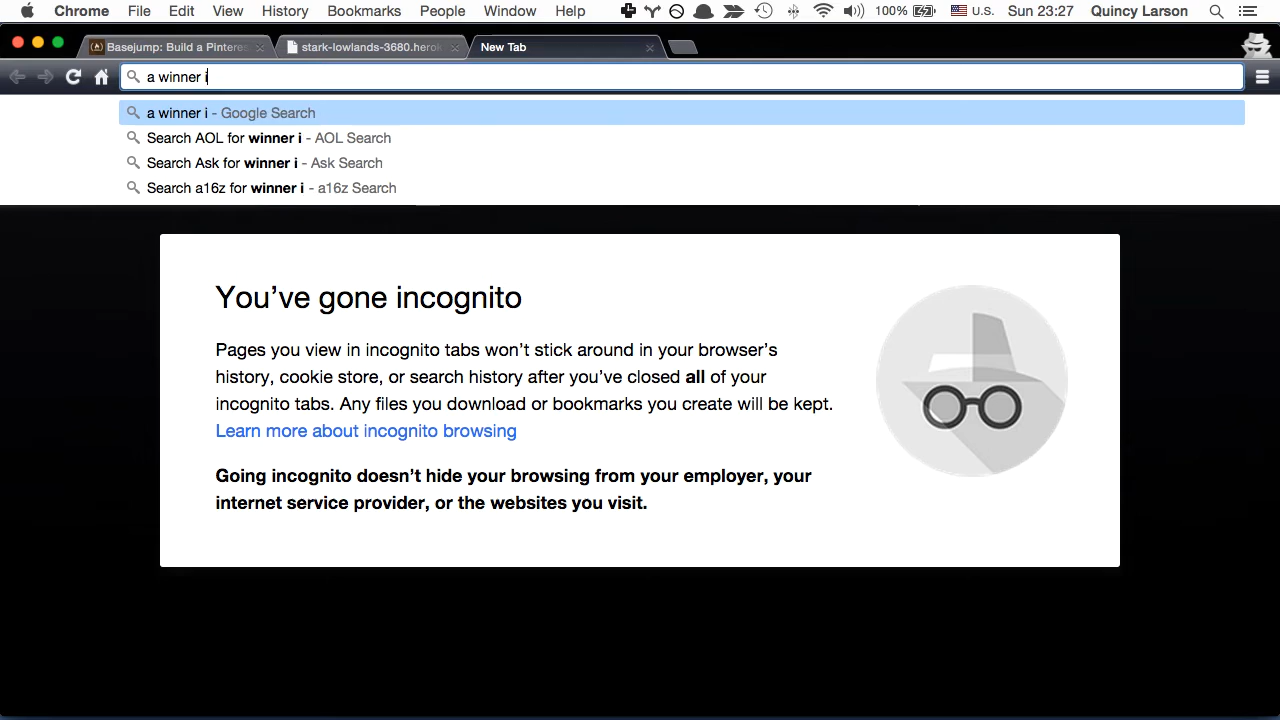 Chrome File Edit View History Bookmarks People Window Help 100% U.S. Sun 23:27 Quincy Larson
Basejump: Build a Pinteres stark-lowlands-3680.herok New Tab
a winner i
a winner i - Google Search
Search AOL for winner i - AOL Search
Search Ask for winner i - Ask Search
Search a16z for winner i - a16z Search
You've gone incognito
Pages you view in incognito tabs won't stick around in your browser's
history, cookie store, or search history after you've closed all of your
incognito tabs. Any files you download or bookmarks you create will be kept.
Learn more about incognito browsing
Going incognito doesn't hide your browsing from your employer, your
internet service provider, or the websites you visit.